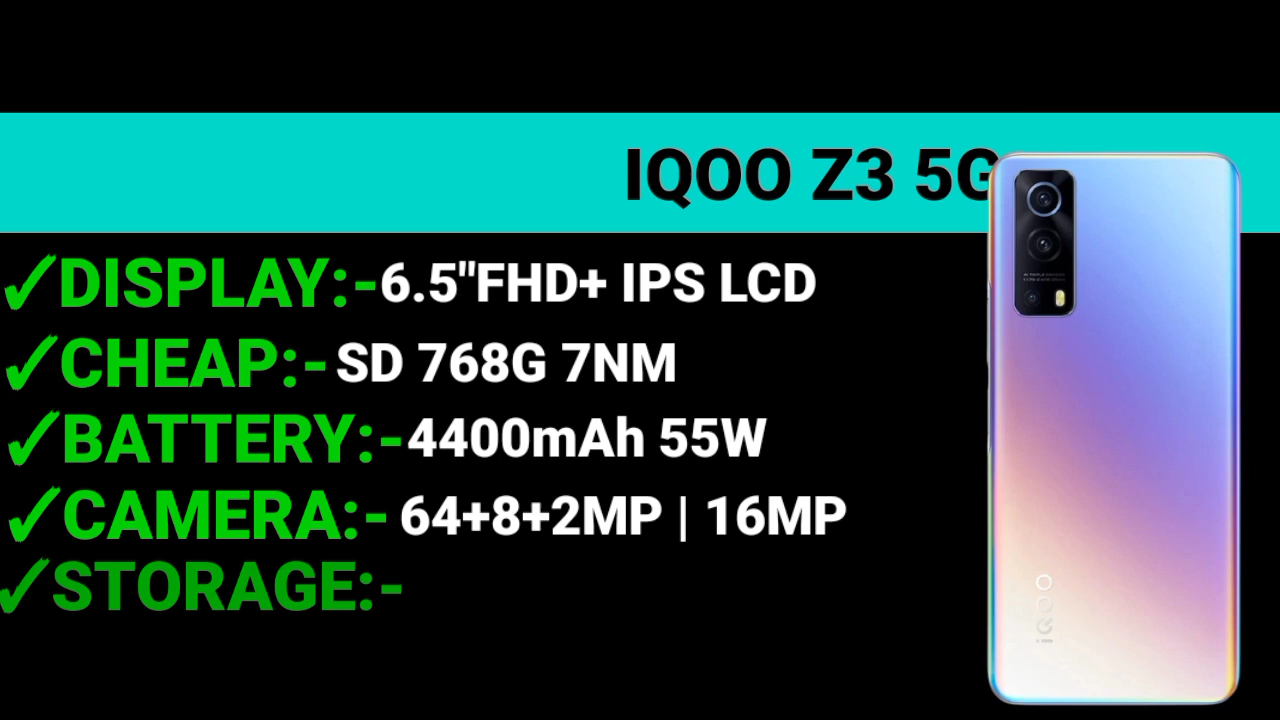 IQOO Z3 5G
✓DISPLAY:-6.5"FHD+ IPS LCD
✓CHEAP:- SD 768G 7NM
✓BATTERY:-4400mAh 55W
✓CAMERA:- 64+8+2MP | 16MP
✓STORAGE:-
iQOO